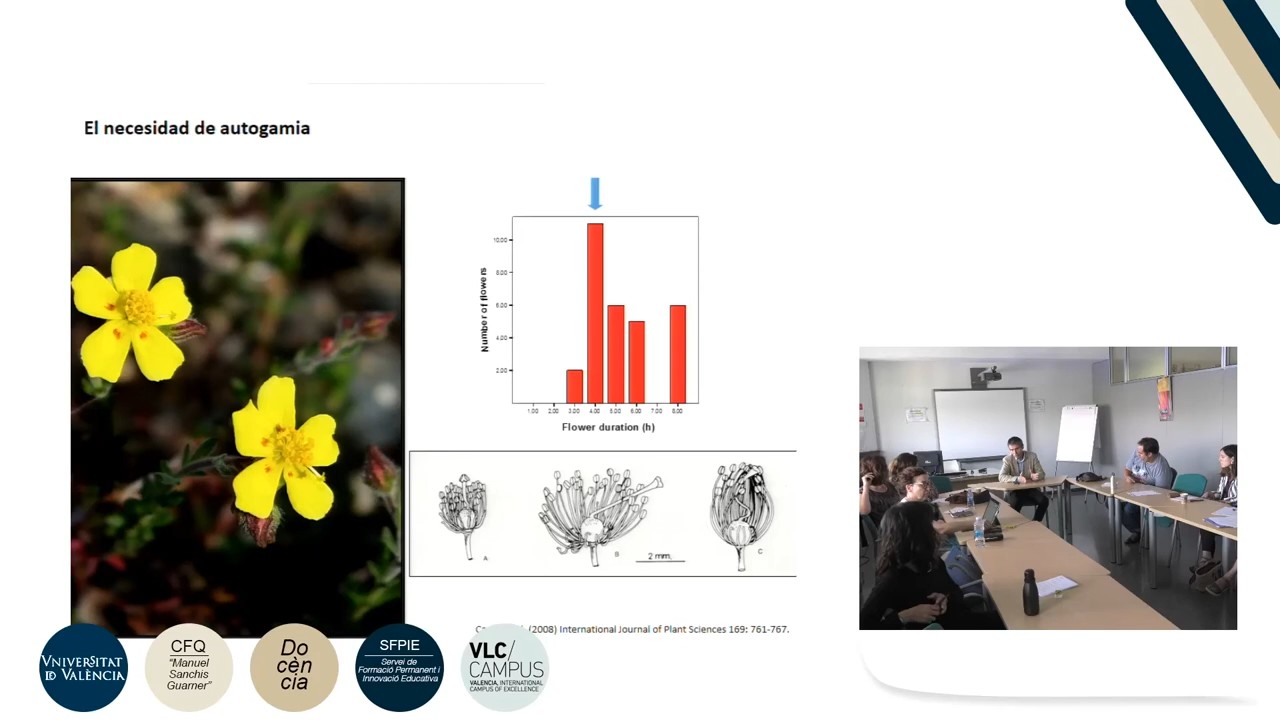 El necesidad de autogamia
10.00
8.00
6.00
4.00
2.00
Number of flowers
1.00 2.00 3.00 4.00 5.00 6.00 7.00 8.00
Flower duration (h)
A
B
2 mm.
C
(2008) International Journal of Plant Sciences 169: 761-767.
VNIVERSITAT
ID VALÈNCIA
CFQ
"Manuel
Sanchis
Guarner"
Do
cèn
cia
SFPIE
Servei de
Formació Permanent i
Innovació Educativa
VLC/
CAMPUS
VALENCIA, INTERNATIONAL
CAMPUS OF EXCELLENCE